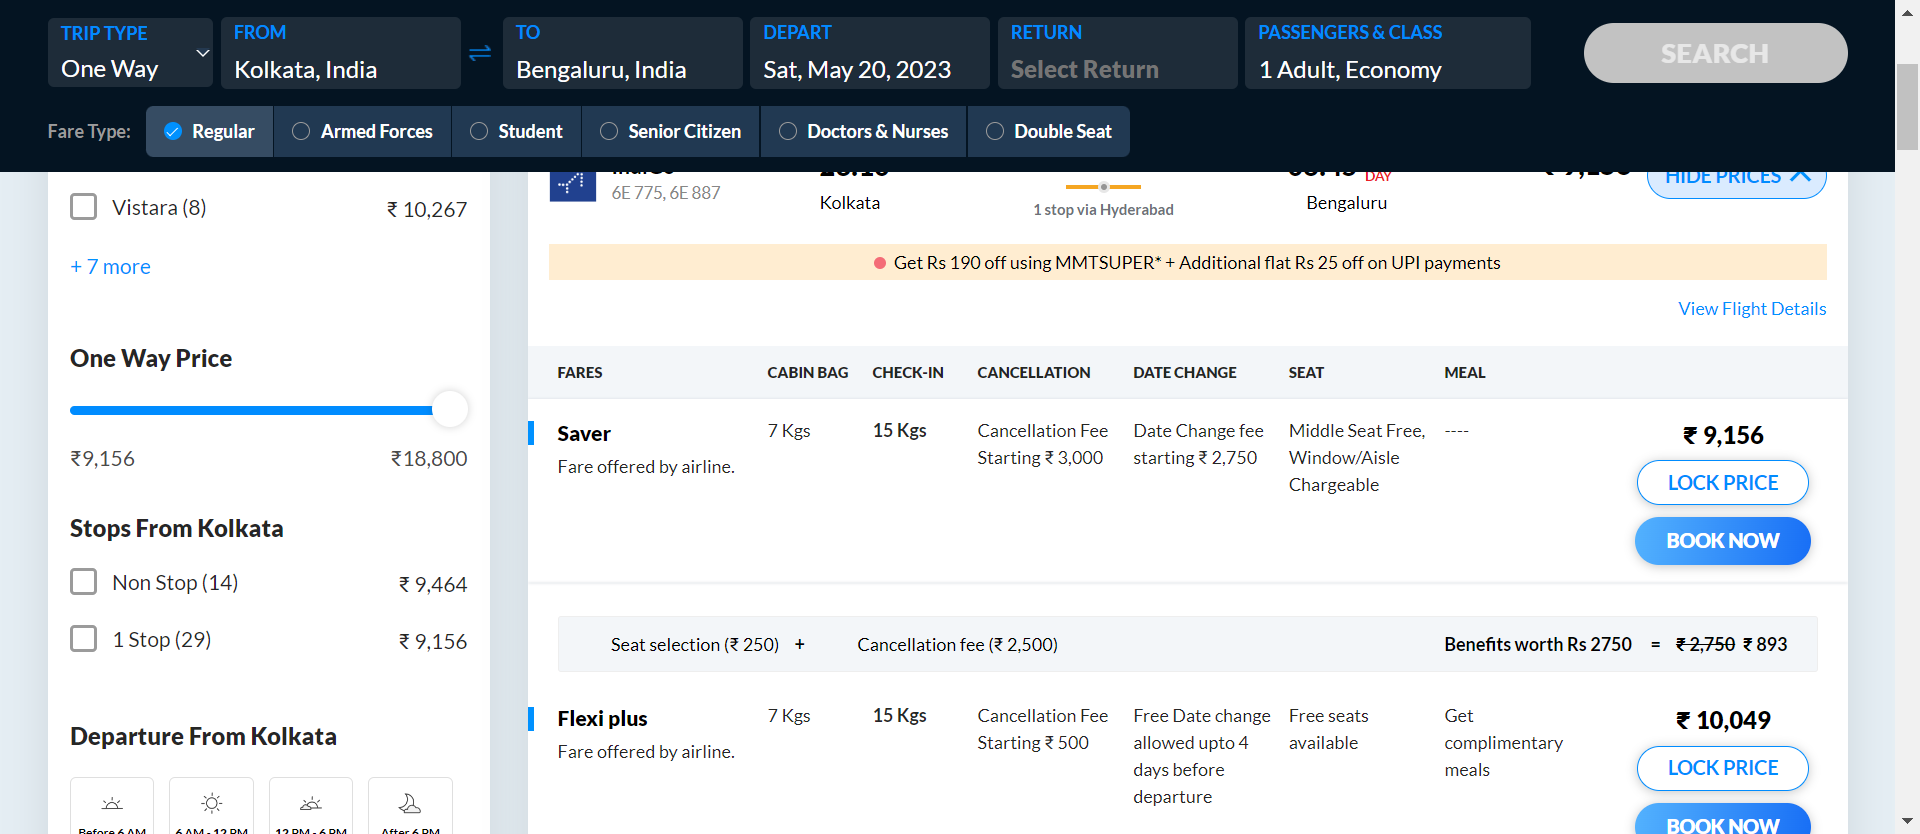 TRIP TYPE
One Way
FROM
Kolkata, India
TO
Bengaluru, India
DEPART
Sat, May 20, 2023
RETURN
Select Return
PASSENGERS & CLASS
1 Adult, Economy
SEARCH
Fare Type:
Regular
Armed Forces
Student
Senior Citizen
Doctors & Nurses
Double Seat
Vistara (8)
₹ 10,267
+ 7 more
One Way Price
₹9,156
₹18,800
Stops From Kolkata
Non Stop (14)
₹ 9,464
1 Stop (29)
₹ 9,156
Departure From Kolkata
Before 6 AM
6 AM - 12 PM
12 PM - 6 PM
After 6 PM
6E 775, 6E 887
Kolkata
1 stop via Hyderabad
DAY
Bengaluru
HIDE PRICES
Get Rs 190 off using MMTSUPER* + Additional flat Rs 25 off on UPI payments
View Flight Details
FARES CABIN BAG CHECK-IN CANCELLATION DATE CHANGE SEAT MEAL
Saver
Fare offered by airline.
7 Kgs
15 Kgs
Cancellation Fee
Starting ₹ 3,000
Date Change fee
starting ₹ 2,750
Middle Seat Free,
Window/Aisle
Chargeable
----
₹ 9,156
LOCK PRICE
BOOK NOW
Seat selection (₹ 250) + Cancellation fee (₹ 2,500) Benefits worth Rs 2750 = ₹ 2,750 ₹ 893
Flexi plus
Fare offered by airline.
7 Kgs
15 Kgs
Cancellation Fee
Starting ₹ 500
Free Date change
allowed upto 4
days before
departure
Free seats
available
Get
complimentary
meals
₹ 10,049
LOCK PRICE
BOOK NOW